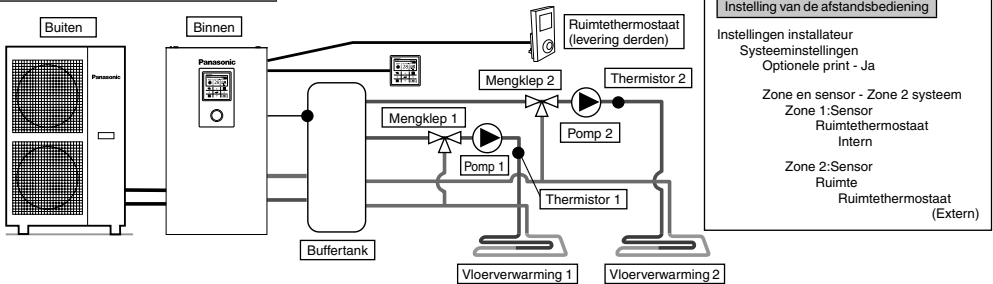 Buiten
Binnen
Panasonic
Panasonic
Ruimtethermostaat
(levering derden)
Mengklep 2
Thermistor 2
Mengklep 1
Pomp 2
Pomp 1
Thermistor 1
Buffertank
Vloerverwarming 1
Vloerverwarming 2
Instelling van de afstandsbediening
Instellingen installateur
Systeeminstellingen
Optionele print - Ja
Zone en sensor - Zone 2 systeem
Zone 1:Sensor
Ruimtethermostaat
Intern
Zone 2:Sensor
Ruimte
Ruimtethermostaat
(Extern)